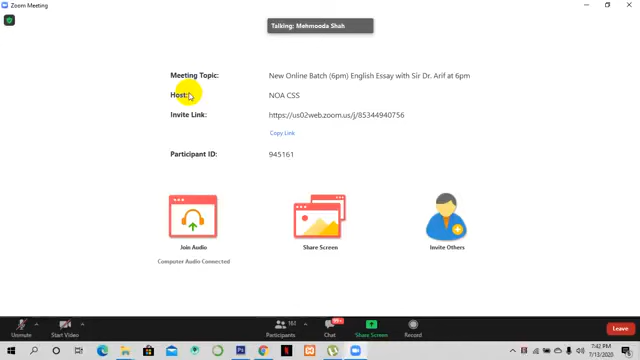 Zoom Meeting
Talking: Mehmooda Shah
Meeting Topic: New Online Batch (6pm) English Essay with Sir Dr. Arif at 6pm
Host: NOA CSS
Invite Link: https://us02web.zoom.us/j/85344940756
Copy Link
Participant ID: 945161
Join Audio Share Screen Invite Others
Computer Audio Connected
161 99+
Unmute Start Video Participants Chat Share Screen Record Leave
7:42 PM
7/13/2020